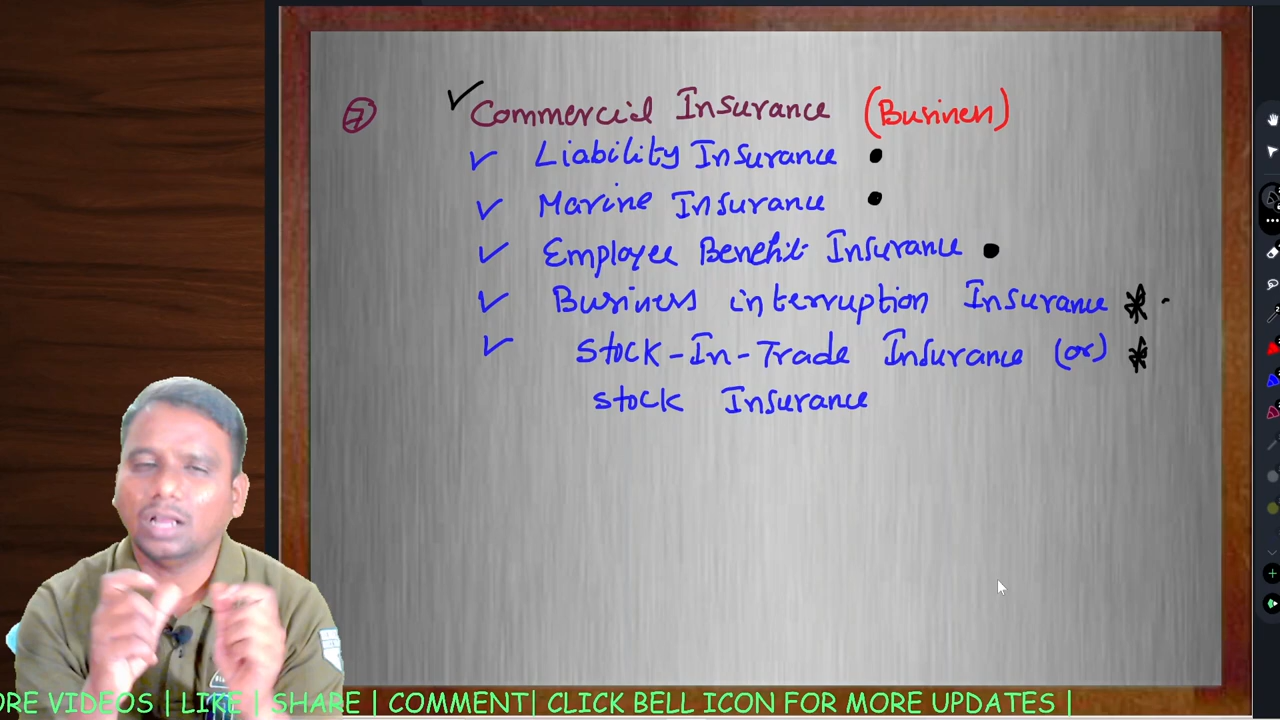 ⑦ ✓ Commercial Insurance (Business)
✓ Liability Insurance •
✓ Marine Insurance •
✓ Employee Benefit Insurance •
✓ Business interruption Insurance *
✓ Stock-In-Trade Insurance (or) *
stock Insurance
ORE VIDEOS | LIKE | SHARE | COMMENT| CLICK BELL ICON FOR MORE UPDATES |